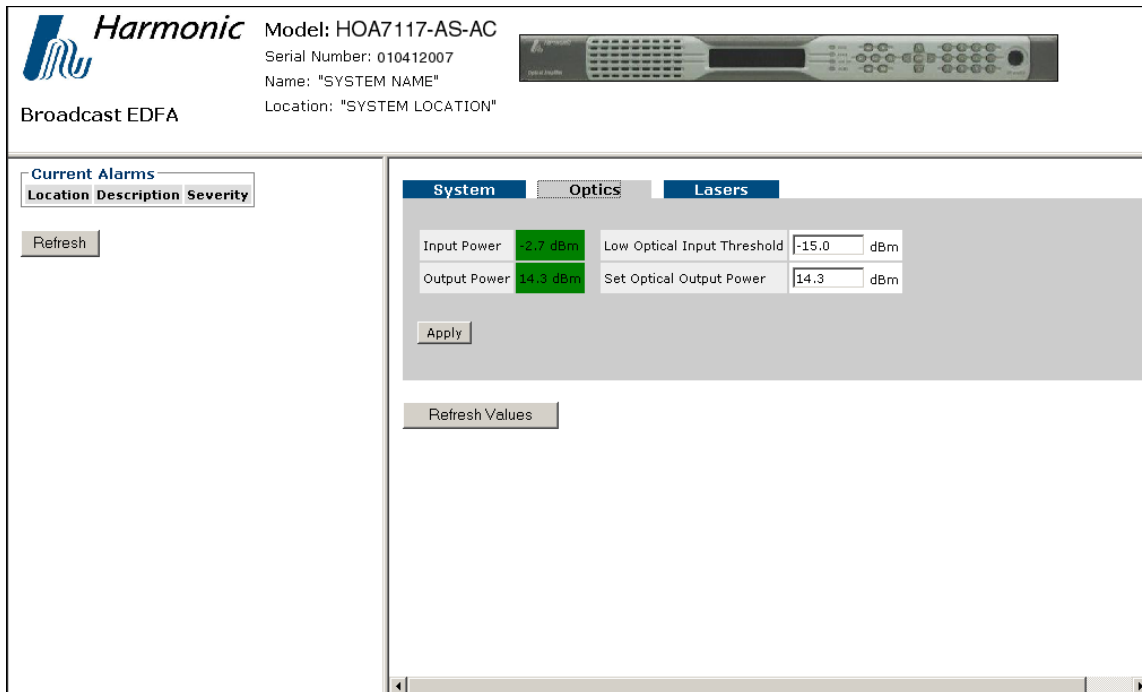 Harmonic
Broadcast EDFA
Model: HOA7117-AS-AC
Serial Number: 010412007
Name: "SYSTEM NAME"
Location: "SYSTEM LOCATION"
Current Alarms
Location Description Severity
Refresh
System Optics Lasers
Input Power -2.7 dBm Low Optical Input Threshold -15.0 dBm
Output Power 14.3 dBm Set Optical Output Power 14.3 dBm
Apply
Refresh Values